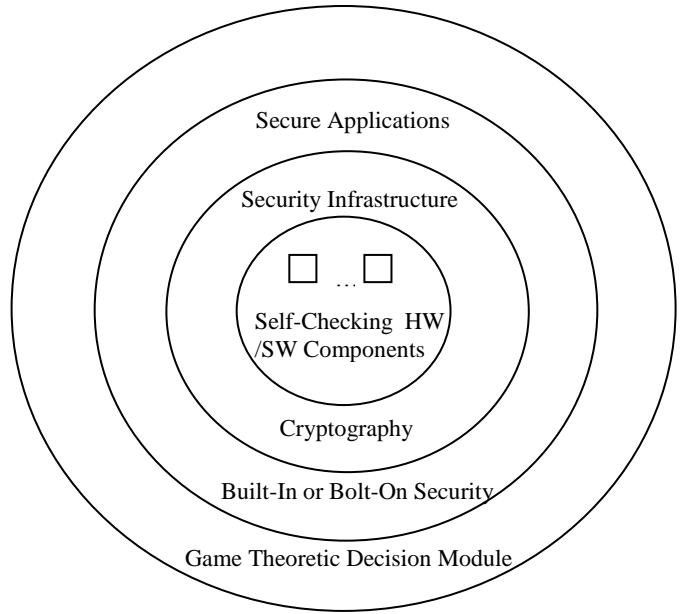 Secure Applications
Security Infrastructure
...
Self-Checking HW
/SW Components
Cryptography
Built-In or Bolt-On Security
Game Theoretic Decision Module